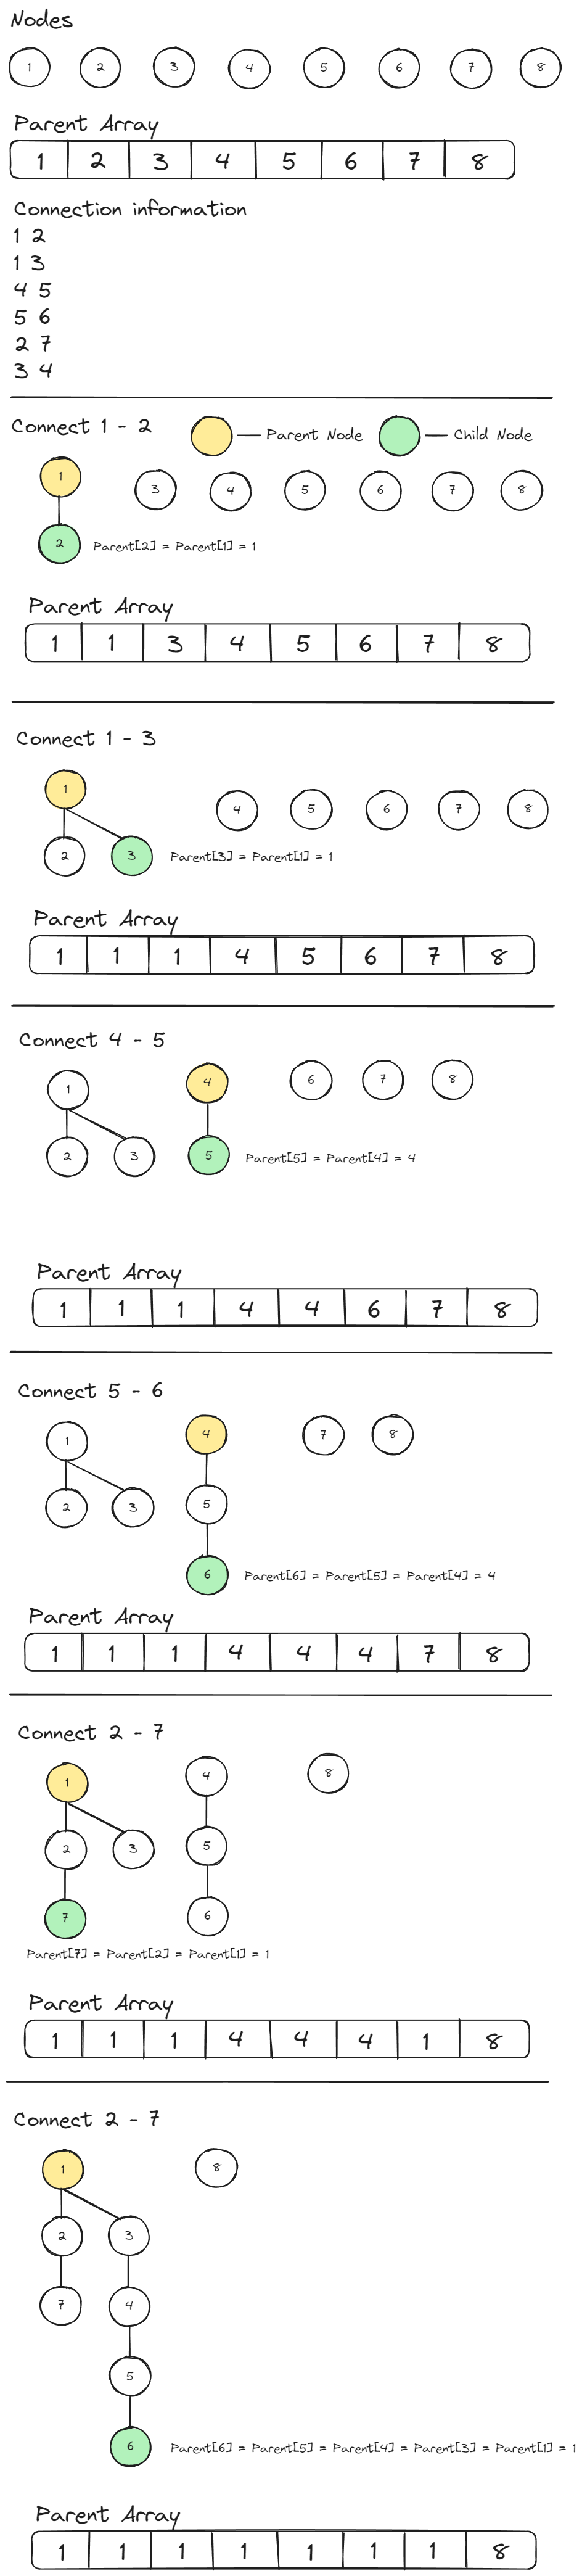 Nodes
1 2 3 4 5 6 7 8
Parent Array
1 2 3 4 5 6 7 8
Connection information
1 2
1 3
4 5
5 6
2 7
3 4
Connect 1 - 2
Parent Node
Child Node
1
3 4 5 6 7 8
2
Parent[2] = Parent[1] = 1
Parent Array
1 1 3 4 5 6 7 8
Connect 1 - 3
1
4 5 6 7 8
2 3
Parent[3] = Parent[1] = 1
Parent Array
1 1 1 4 5 6 7 8
Connect 4 - 5
1 4 6 7 8
2 3 5
Parent[5] = Parent[4] = 4
Parent Array
1 1 1 4 4 6 7 8
Connect 5 - 6
1 4 7 8
2 3 5
6
Parent[6] = Parent[5] = Parent[4] = 4
Parent Array
1 1 1 4 4 4 7 8
Connect 2 - 7
1 4 8
2 3 5
7 6
Parent[7] = Parent[2] = Parent[1] = 1
Parent Array
1 1 1 4 4 4 1 8
Connect 2 - 7
1 8
2 3
7 4
5
6
Parent[6] = Parent[5] = Parent[4] = Parent[3] = Parent[1] = 1
Parent Array
1 1 1 1 1 1 1 8